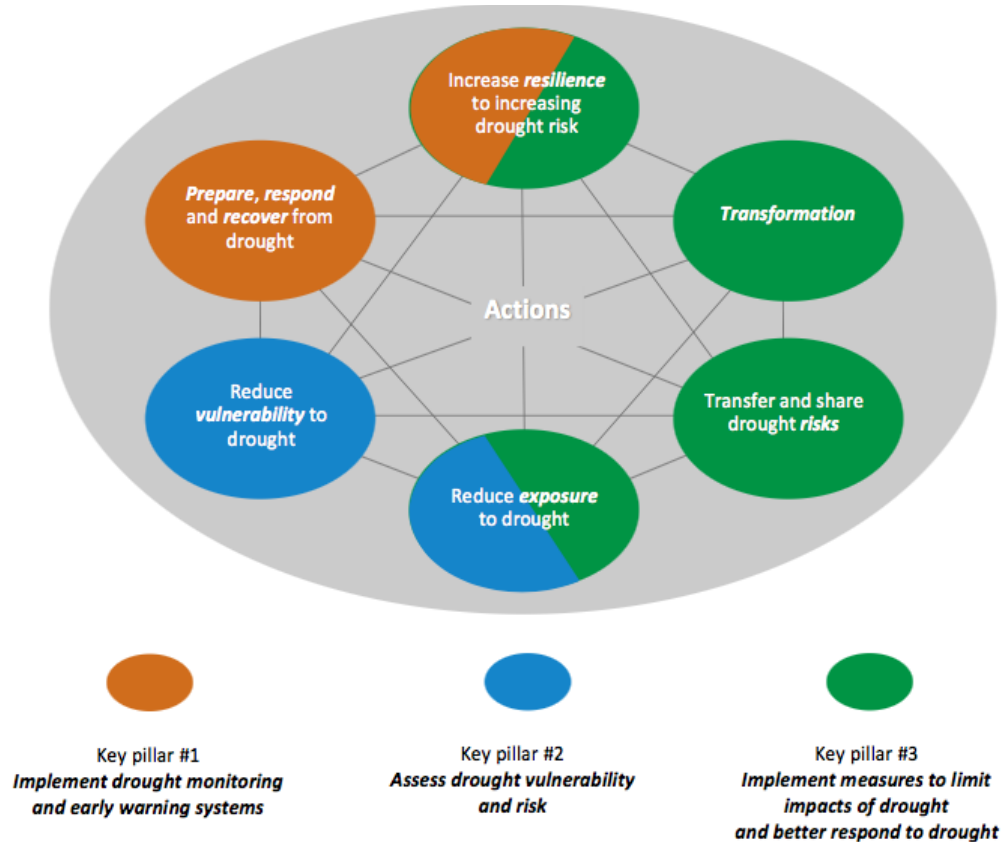 Increase resilience
to increasing
drought risk
Prepare, respond
and recover from
drought
Transformation
Actions
Reduce
vulnerability to
drought
Transfer and share
drought risks
Reduce exposure
to drought
Key pillar #1
Implement drought monitoring
and early warning systems
Key pillar #2
Assess drought vulnerability
and risk
Key pillar #3
Implement measures to limit
impacts of drought
and better respond to drought